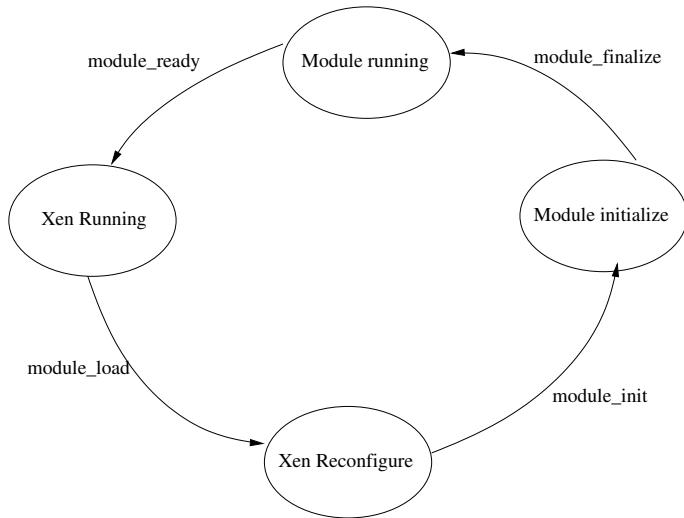 Module running
module_finalize
module_ready
Xen Running
Module initialize
module_load
module_init
Xen Reconfigure